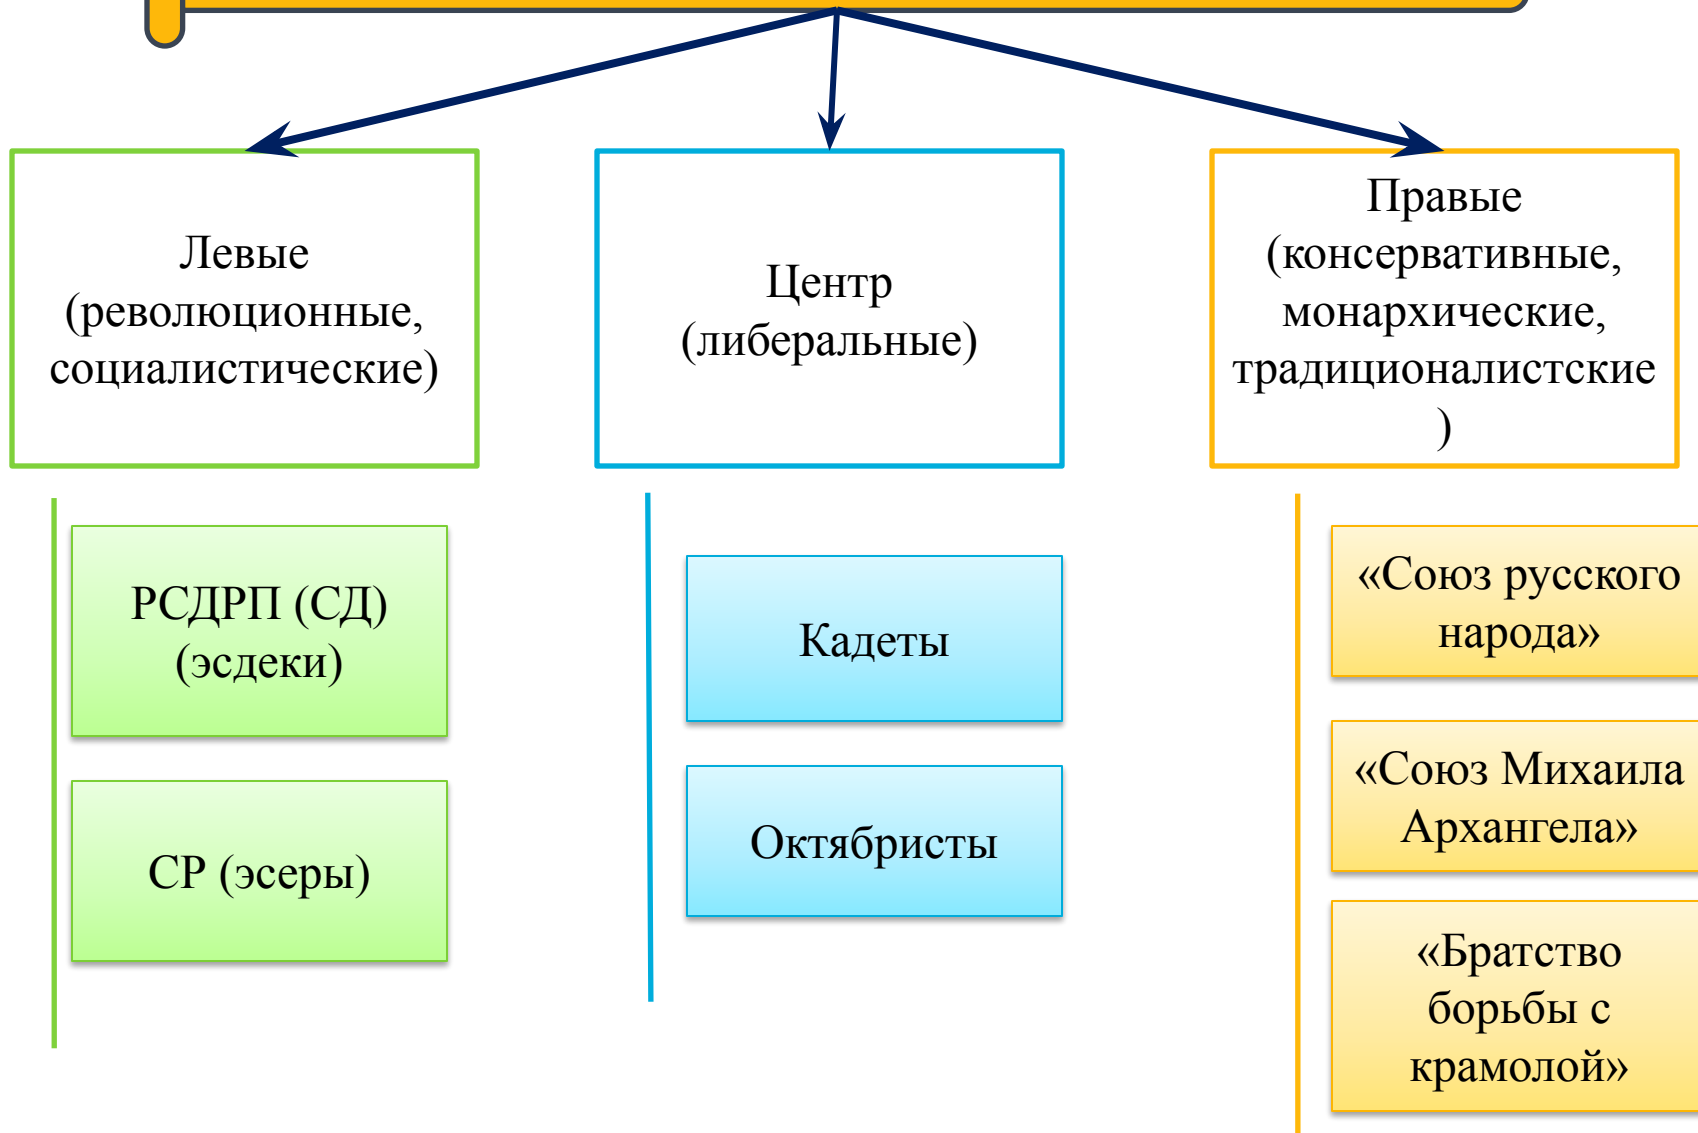 Левые
(революционные,
социалистические)
Центр
(либеральные)
Правые
(консервативные,
монархические,
традиционалистские
)
РСДРП (СД)
(эсдеки)
СР (эсеры)
Кадеты
Октябристы
«Союз русского
народа»
«Союз Михаила
Архангела»
«Братство
борьбы с
крамолой»